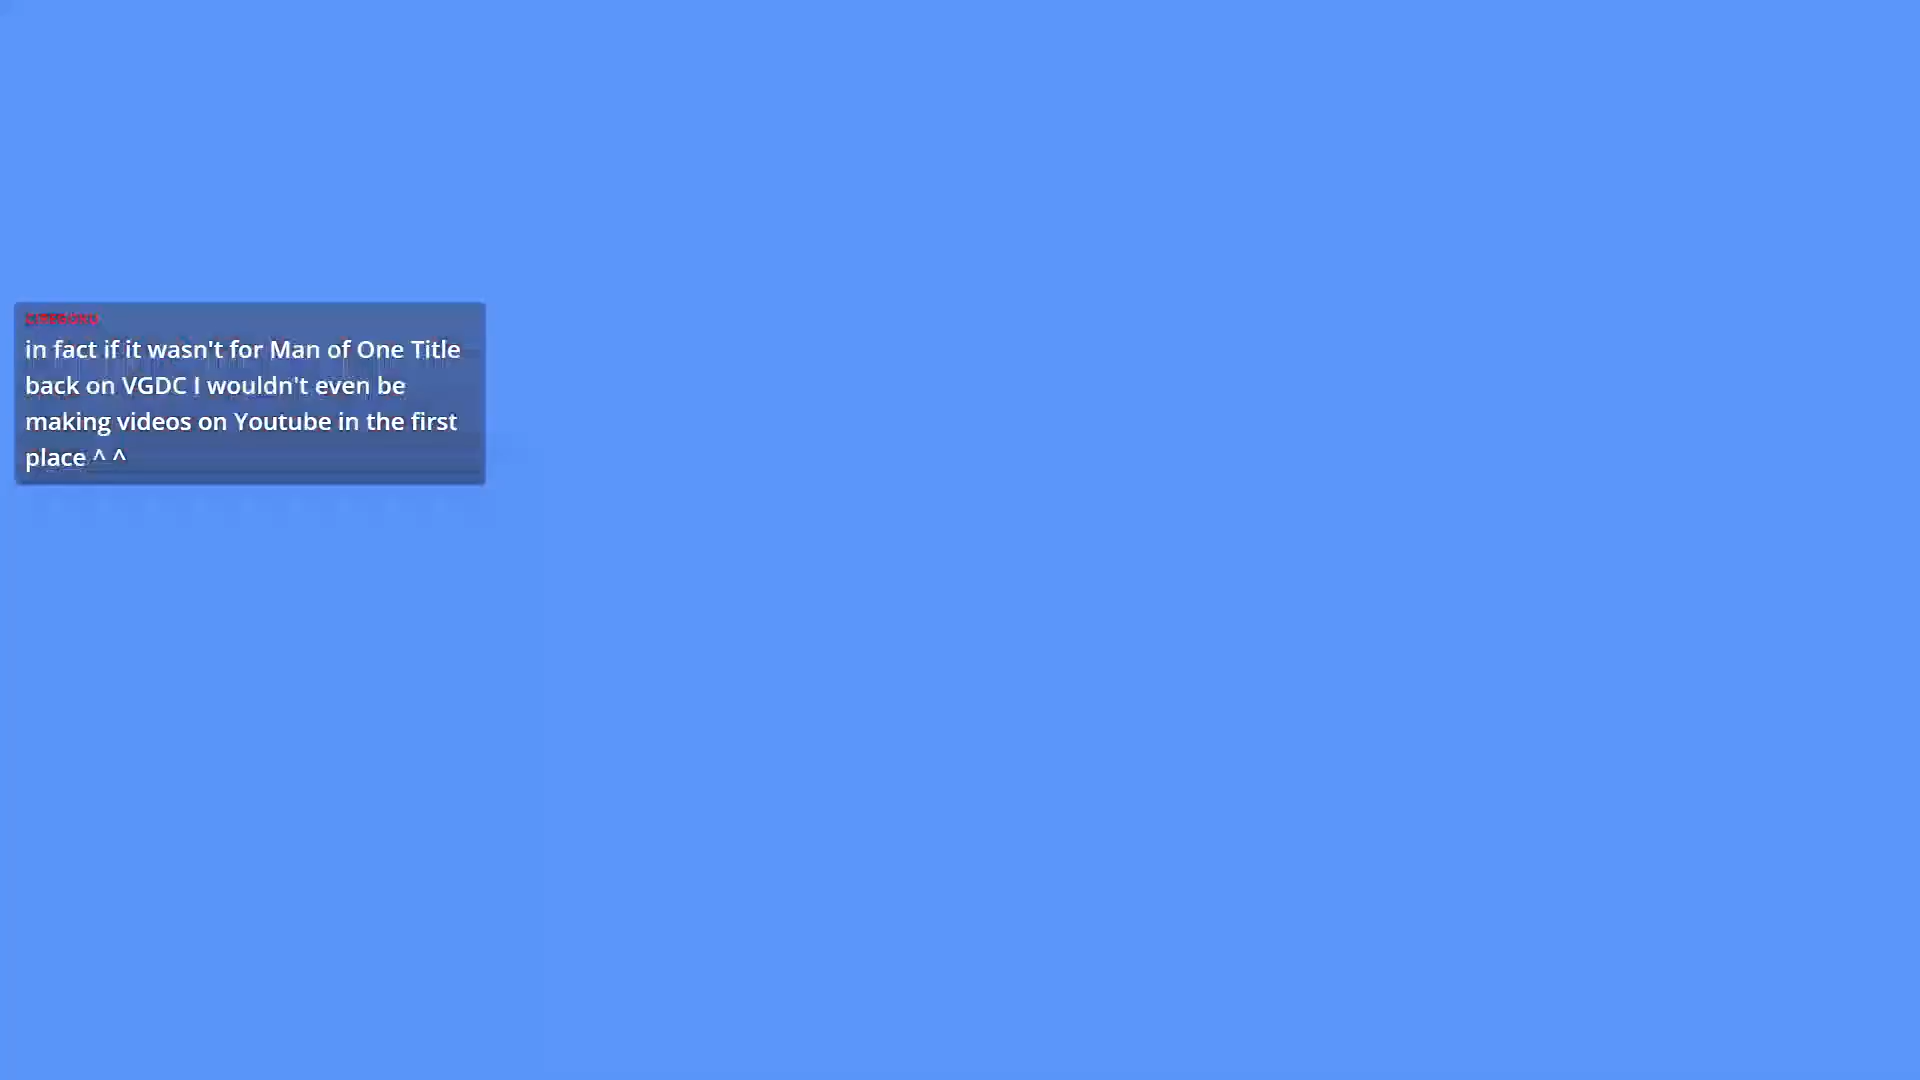 in fact if it wasn't for Man of One Title
back on VGDC I wouldn't even be
making videos on Youtube in the first
place ^ ^